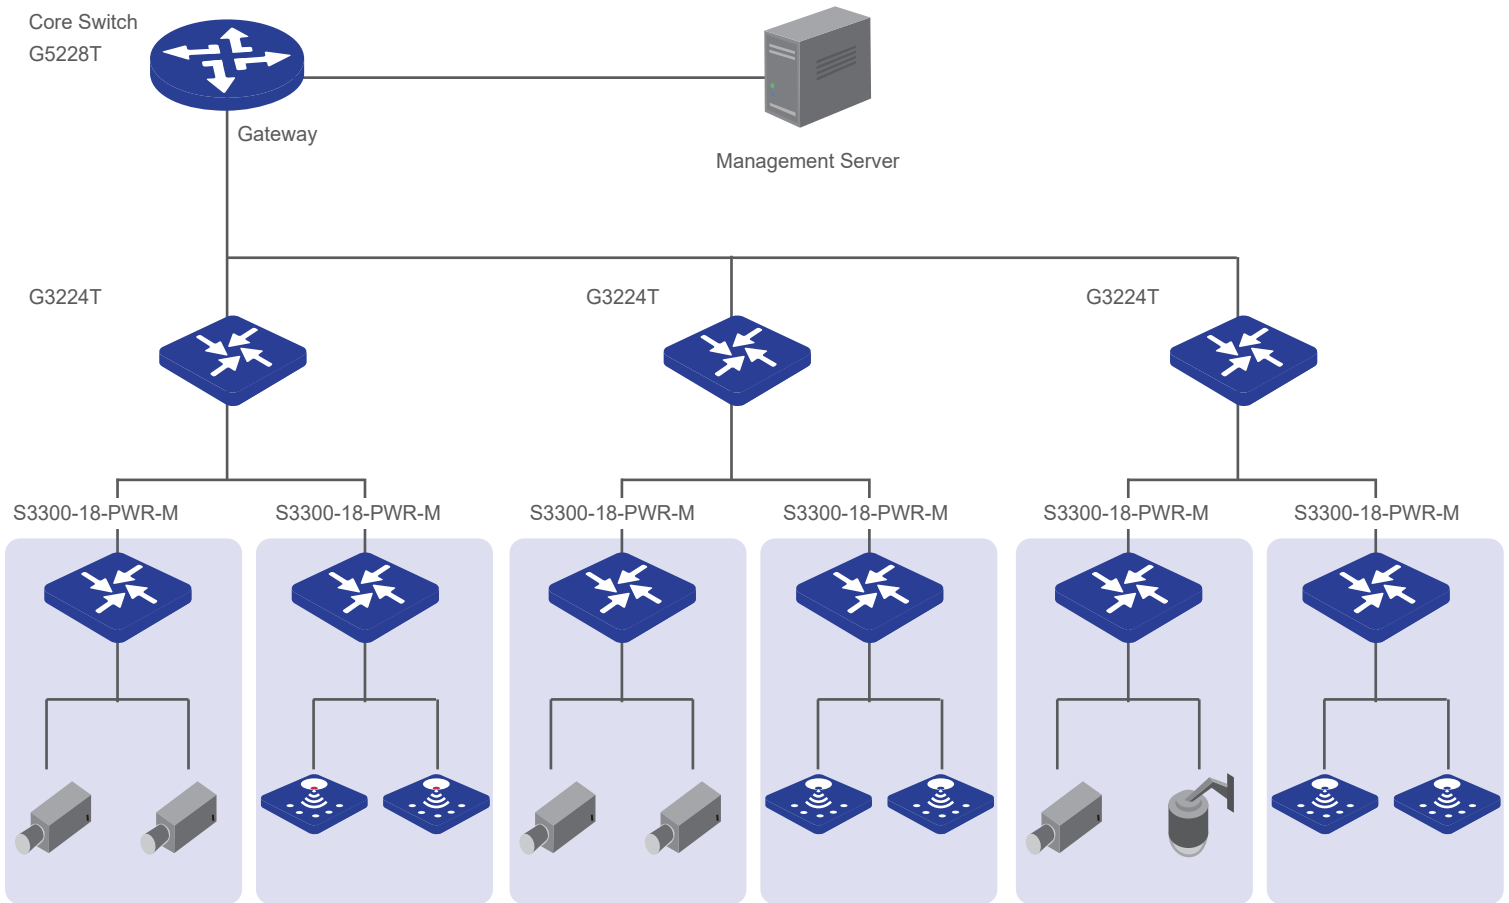 Core Switch
G5228T
Gateway
Management Server
G3224T
G3224T
G3224T
S3300-18-PWR-M
S3300-18-PWR-M
S3300-18-PWR-M
S3300-18-PWR-M
S3300-18-PWR-M
S3300-18-PWR-M